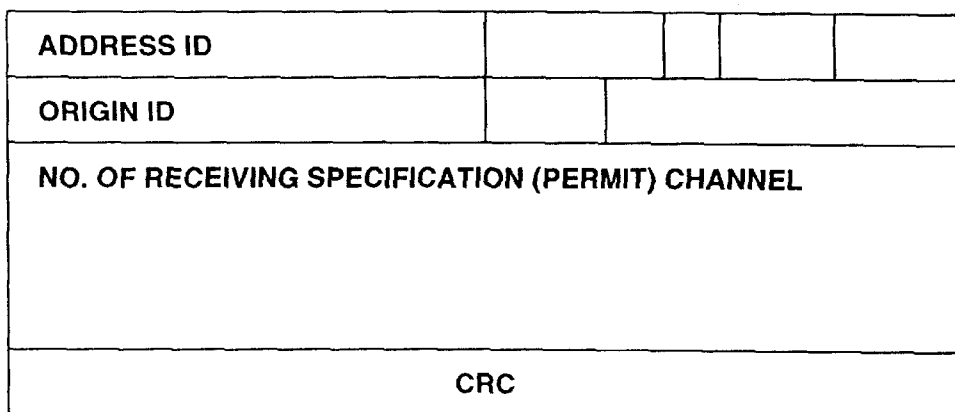 ADDRESS ID
ORIGIN ID
NO. OF RECEIVING SPECIFICATION (PERMIT) CHANNEL
CRC